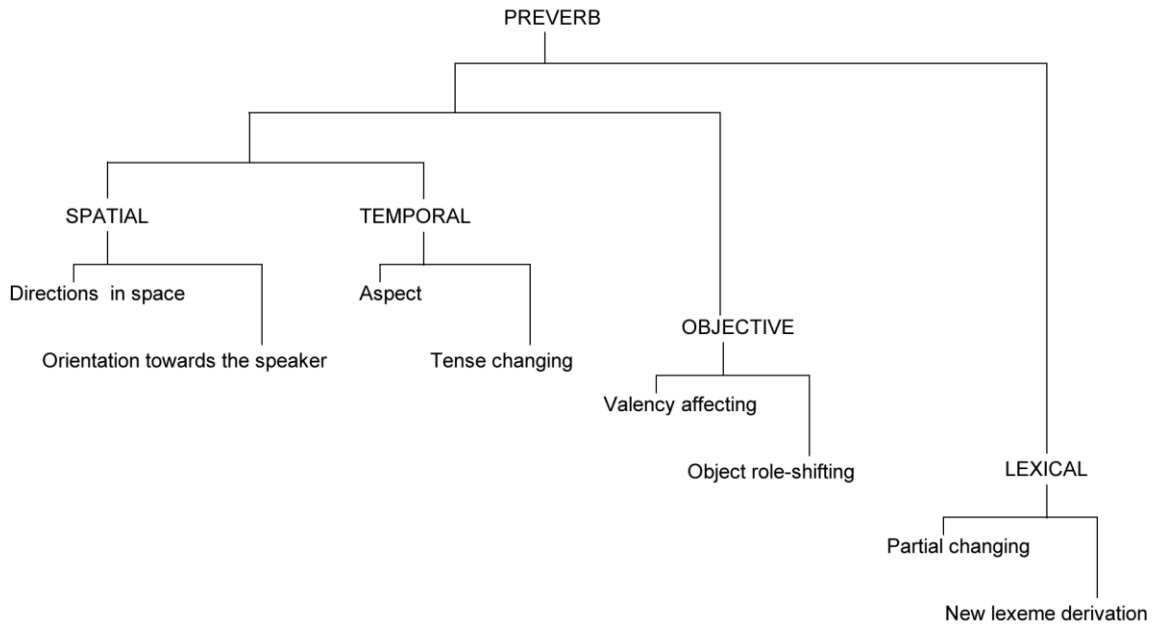 PREVERB
SPATIAL
TEMPORAL
Directions in space
Aspect
OBJECTIVE
Orientation towards the speaker
Tense changing
Valency affecting
Object role-shifting
LEXICAL
Partial changing
New lexeme derivation